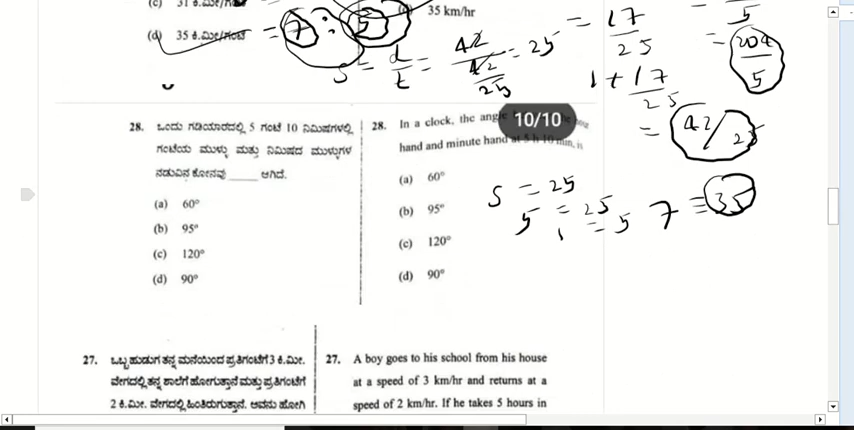 (c) 31 ಕಿ.ಮೀ/ಗಂಟೆ
(d) 35 ಕಿ.ಮೀ/ಗಂಟೆ = 7 : 5
35 km/hr
S = d/t = 42 / 42/25 = 25
= 17/25
1 + 17/25
= 42/25
5
= 204/5
28. ಒಂದು ಗಡಿಯಾರದಲ್ಲಿ 5 ಗಂಟೆ 10 ನಿಮಿಷಗಳಲ್ಲಿ
ಗಂಟೆಯ ಮುಳ್ಳು ಮತ್ತು ನಿಮಿಷದ ಮುಳ್ಳುಗಳ
ನಡುವಿನ ಕೋನವು _____ ಆಗಿದೆ.
(a) 60°
(b) 95°
(c) 120°
(d) 90°
28. In a clock, the
10/10
hand and minute hand at 5 h 10 min, is
(a) 60°
(b) 95°
(c) 120°
(d) 90°
S = 25
5 = 25
1 = 5
7 = 35
27. ಒಬ್ಬ ಹುಡುಗ ತನ್ನ ಮನೆಯಿಂದ ಪ್ರತಿಗಂಟೆಗೆ 3 ಕಿ.ಮೀ.
ವೇಗದಲ್ಲಿ ತನ್ನ ಶಾಲೆಗೆ ಹೋಗುತ್ತಾನೆ ಮತ್ತು ಪ್ರತಿಗಂಟೆಗೆ
2 ಕಿ.ಮೀ. ವೇಗದಲ್ಲಿ ಹಿಂತಿರುಗುತ್ತಾನೆ. ಅವನು ಹೋಗಿ
27. A boy goes to his school from his house
at a speed of 3 km/hr and returns at a
speed of 2 km/hr. If he takes 5 hours in